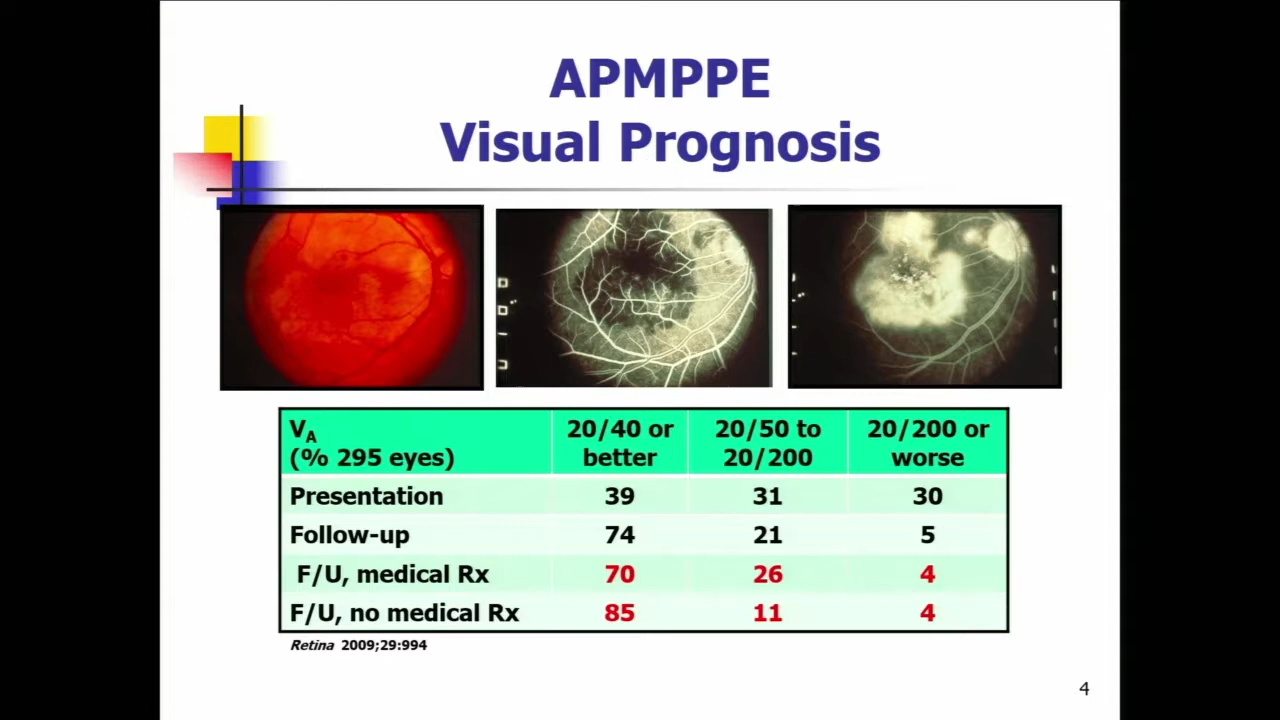 APMPPE
Visual Prognosis
VA (% 295 eyes) 20/40 or better 20/50 to 20/200 20/200 or worse
Presentation 39 31 30
Follow-up 74 21 5
F/U, medical Rx 70 26 4
F/U, no medical Rx 85 11 4
Retina 2009;29:994
4